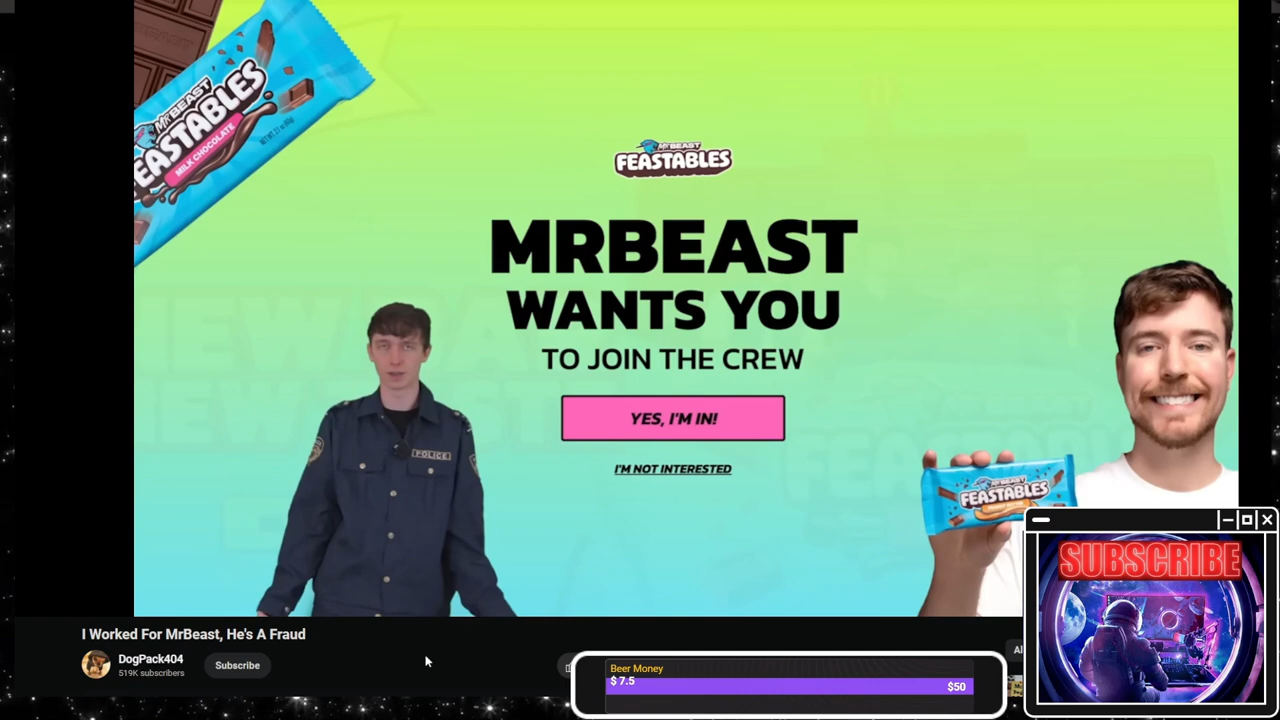 MRBEAST
FEASTABLES
MILK CHOCOLATE
MRBEAST
FEASTABLES
MRBEAST
WANTS YOU
TO JOIN THE CREW
YES, I'M IN!
I'M NOT INTERESTED
POLICE
MRBEAST
FEASTABLES
SUBSCRIBE
I Worked For MrBeast, He's A Fraud
DogPack404
519K subscribers
Subscribe
Beer Money
$ 7.5
$50